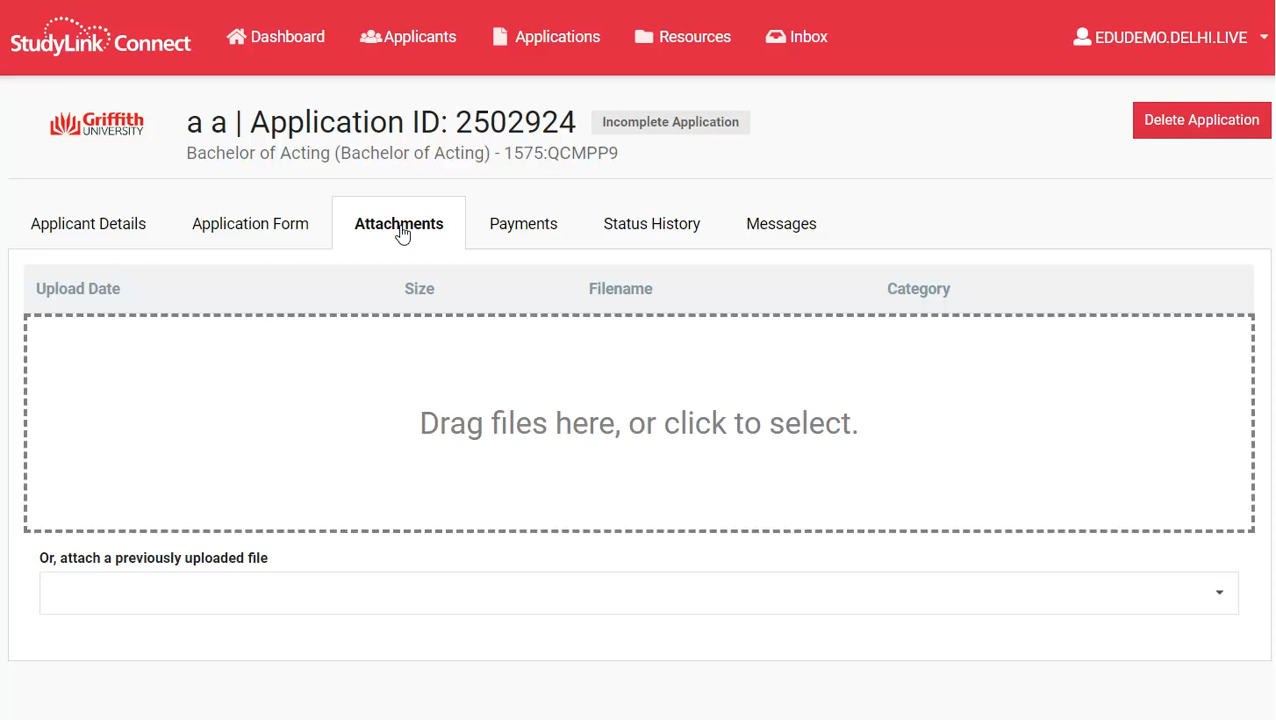 StudyLink Connect Dashboard Applicants Applications Resources Inbox EDUDEMO.DELHI.LIVE
Griffith UNIVERSITY
a a | Application ID: 2502924 Incomplete Application Delete Application
Bachelor of Acting (Bachelor of Acting) - 1575:QCMPP9
Applicant Details Application Form Attachments Payments Status History Messages
Upload Date Size Filename Category
Drag files here, or click to select.
Or, attach a previously uploaded file